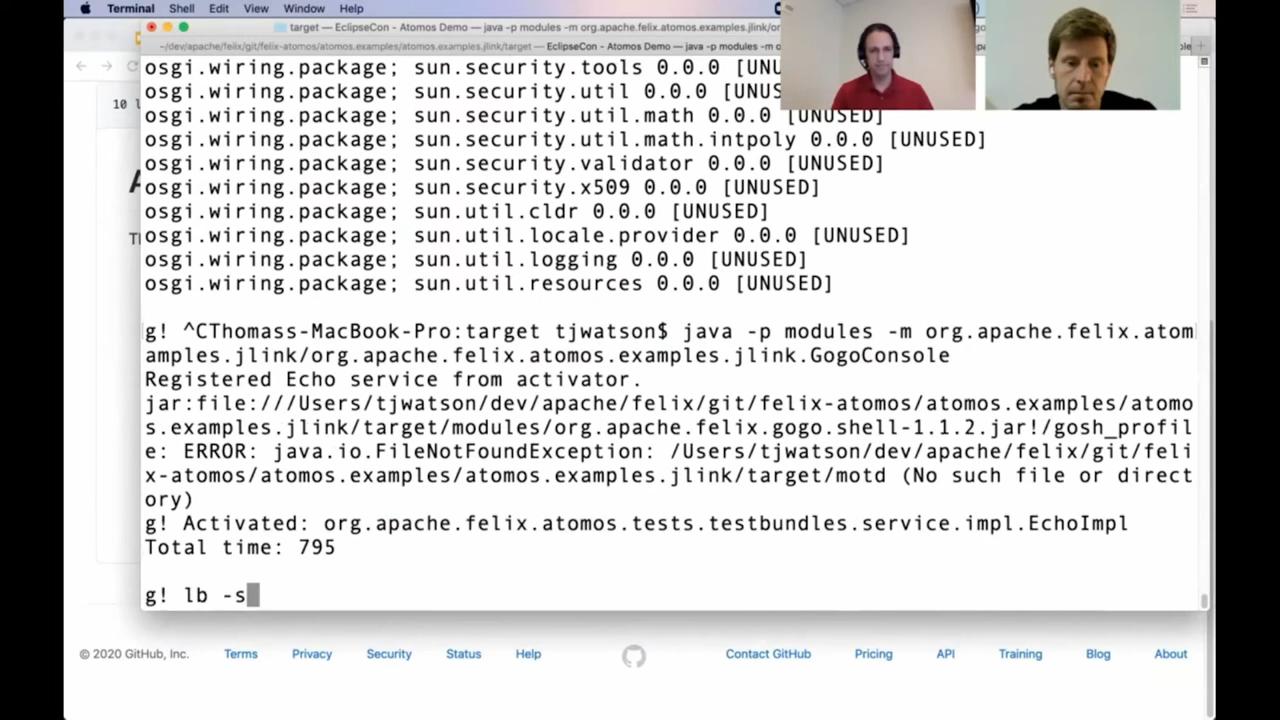 Terminal Shell Edit View Window Help
target — EclipseCon - Atomos Demo — java -p modules -m org.apache.felix.atomos.examples.jlink/or
~/dev/apache/felix/git/felix-atomos/atomos.examples/atomos.examples.jlink/target — EclipseCon - Atomos Demo — java -p modules -m o
osgi.wiring.package; sun.security.tools 0.0.0 [UNU
osgi.wiring.package; sun.security.util 0.0.0 [UNUS
osgi.wiring.package; sun.security.util.math 0.0.0 [UNUSED]
osgi.wiring.package; sun.security.util.math.intpoly 0.0.0 [UNUSED]
osgi.wiring.package; sun.security.validator 0.0.0 [UNUSED]
osgi.wiring.package; sun.security.x509 0.0.0 [UNUSED]
osgi.wiring.package; sun.util.cldr 0.0.0 [UNUSED]
osgi.wiring.package; sun.util.locale.provider 0.0.0 [UNUSED]
osgi.wiring.package; sun.util.logging 0.0.0 [UNUSED]
osgi.wiring.package; sun.util.resources 0.0.0 [UNUSED]
g! ^CThomass-MacBook-Pro:target tjwatson$ java -p modules -m org.apache.felix.atom
amples.jlink/org.apache.felix.atomos.examples.jlink.GogoConsole
Registered Echo service from activator.
jar:file:///Users/tjwatson/dev/apache/felix/git/felix-atomos/atomos.examples/atomo
s.examples.jlink/target/modules/org.apache.felix.gogo.shell-1.1.2.jar!/gosh_profil
e: ERROR: java.io.FileNotFoundException: /Users/tjwatson/dev/apache/felix/git/feli
x-atomos/atomos.examples/atomos.examples.jlink/target/motd (No such file or direct
ory)
g! Activated: org.apache.felix.atomos.tests.testbundles.service.impl.EchoImpl
Total time: 795
g! lb -s
10 l
A
Th
© 2020 GitHub, Inc. Terms Privacy Security Status Help Contact GitHub Pricing API Training Blog About